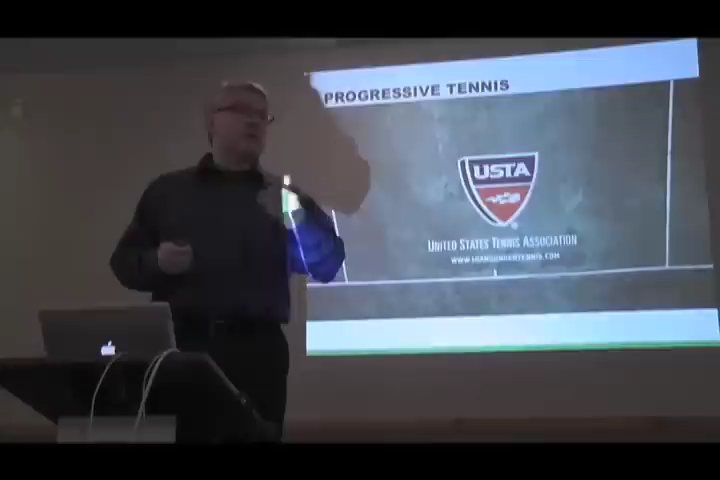 PROGRESSIVE TENNIS
USTA
UNITED STATES TENNIS ASSOCIATION